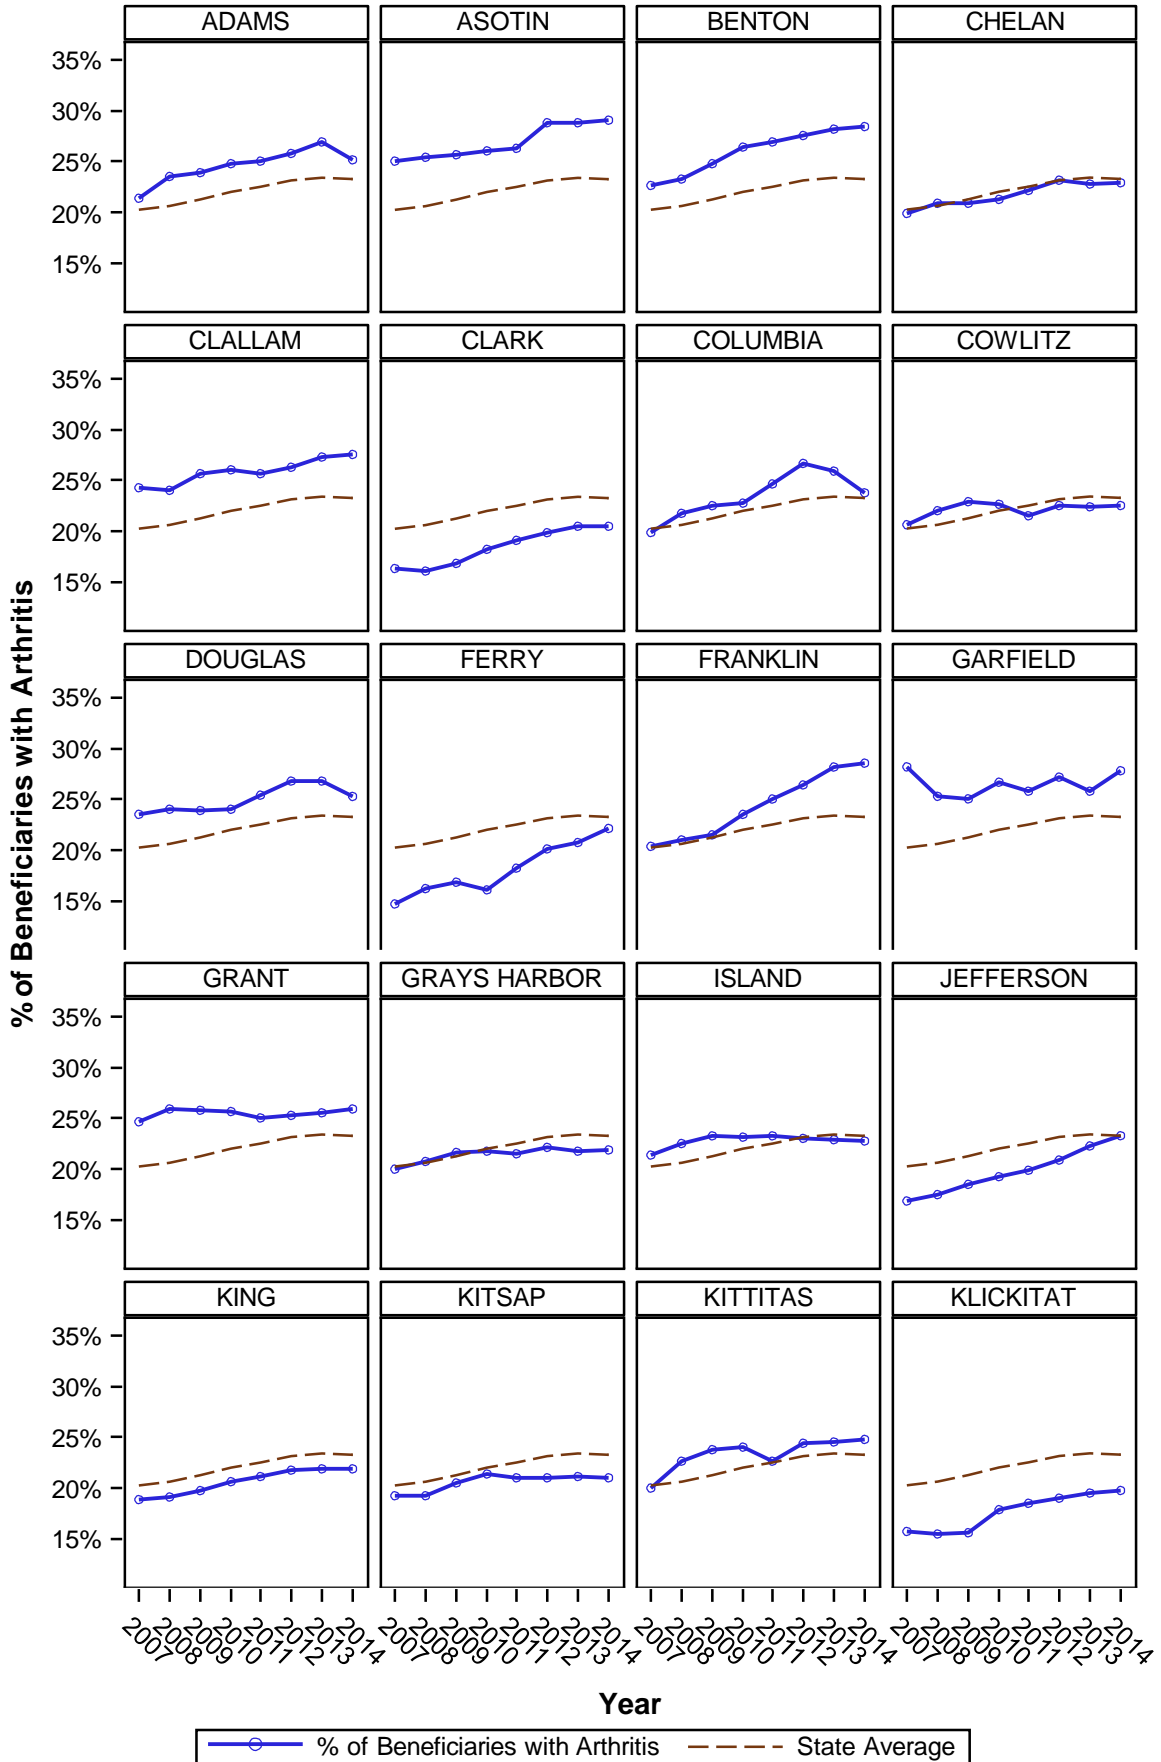 ADAMS ASOTIN BENTON CHELAN
35%
30%
25%
20%
15%
CLALLAM CLARK COLUMBIA COWLITZ
35%
30%
25%
20%
15%
DOUGLAS FERRY FRANKLIN GARFIELD
35%
30%
25%
20%
15%
GRANT GRAYS HARBOR ISLAND JEFFERSON
35%
30%
25%
20%
15%
KING KITSAP KITTITAS KLICKITAT
35%
30%
25%
20%
15%
% of Beneficiaries with Arthritis
2007 2008 2009 2010 2011 2012 2013 2014 2007 2008 2009 2010 2011 2012 2013 2014 2007 2008 2009 2010 2011 2012 2013 2014 2007 2008 2009 2010 2011 2012 2013 2014
Year
% of Beneficiaries with Arthritis State Average